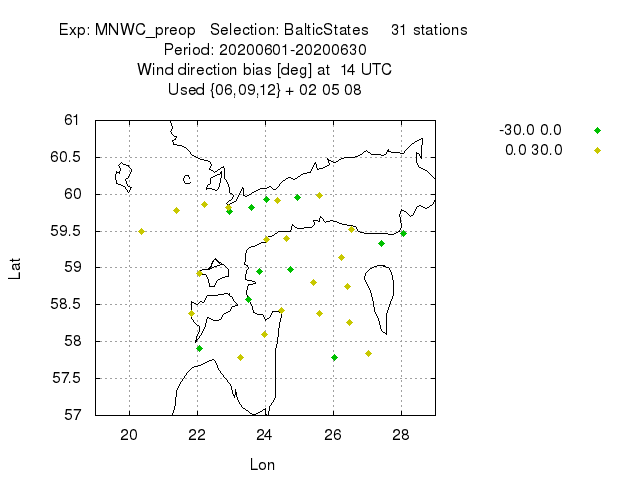 Exp: MNWC_preop Selection: BalticStates 31 stations
Period: 20200601-20200630
Wind direction bias [deg] at 14 UTC
Used {06,09,12} + 02 05 08
-30.0 0.0
0.0 30.0
61
60.5
60
59.5
59
58.5
58
57.5
57
Lat
20 22 24 26 28
Lon